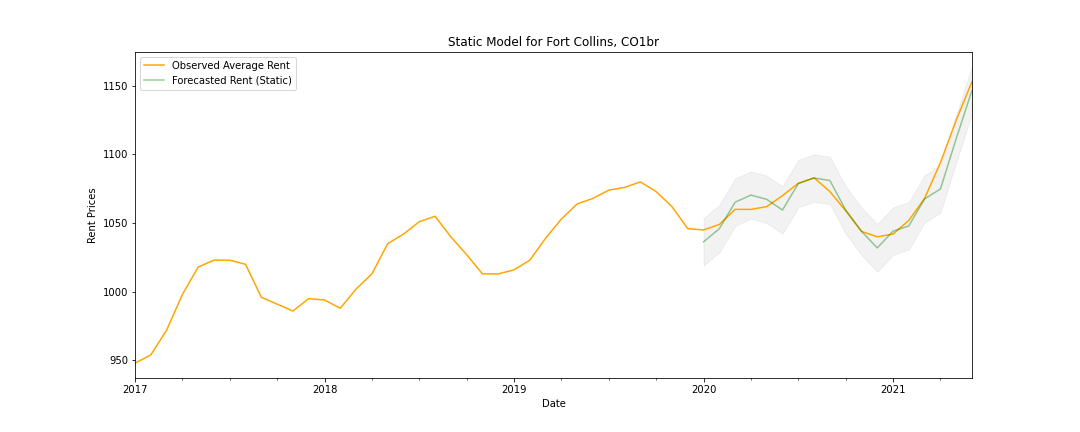 Static Model for Fort Collins, CO1br
Observed Average Rent
Forecasted Rent (Static)
1150
1100
1050
1000
950
Rent Prices
2017
2018
2019
2020
2021
Date